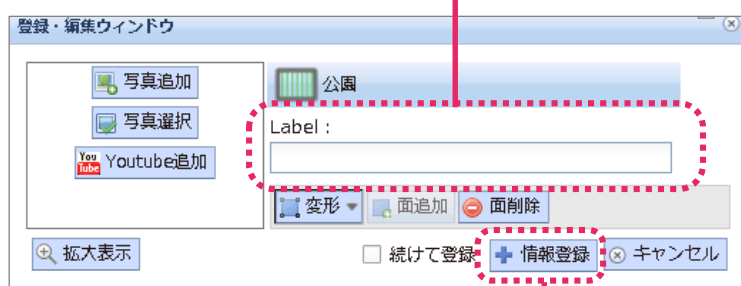 登録・編集ウィンドウ
写真追加
写真選択
You Tube Youtube追加
公園
Label :
変形 面追加 面削除
拡大表示 続けて登録 情報登録 キャンセル